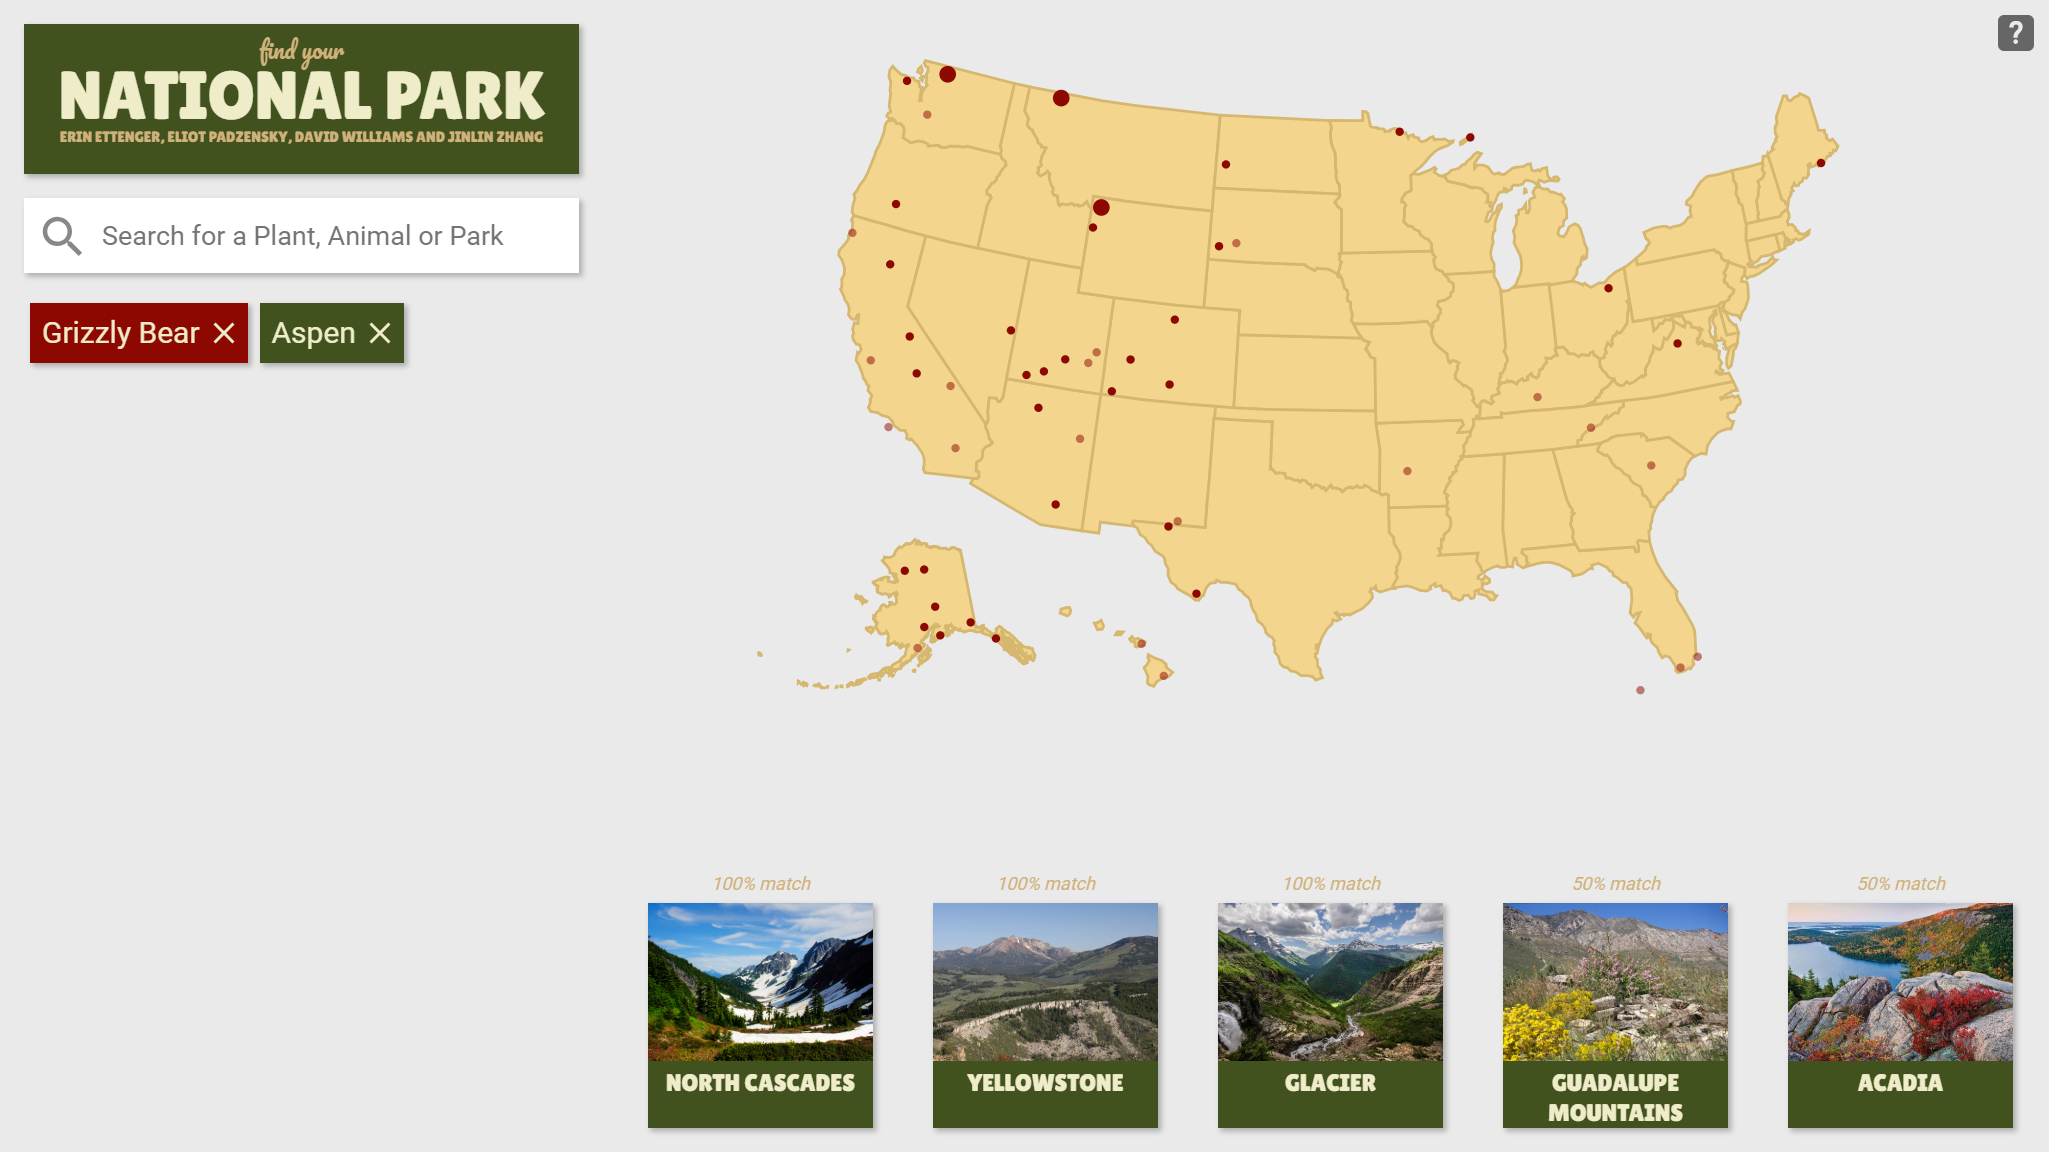 find your
NATIONAL PARK
ERIN ETTENGER, ELIOT PADZENSKY, DAVID WILLIAMS AND JINLIN ZHANG
?
Search for a Plant, Animal or Park
Grizzly Bear
Aspen
100% match
100% match
100% match
50% match
50% match
NORTH CASCADES
YELLOWSTONE
GLACIER
GUADALUPE
MOUNTAINS
ACADIA